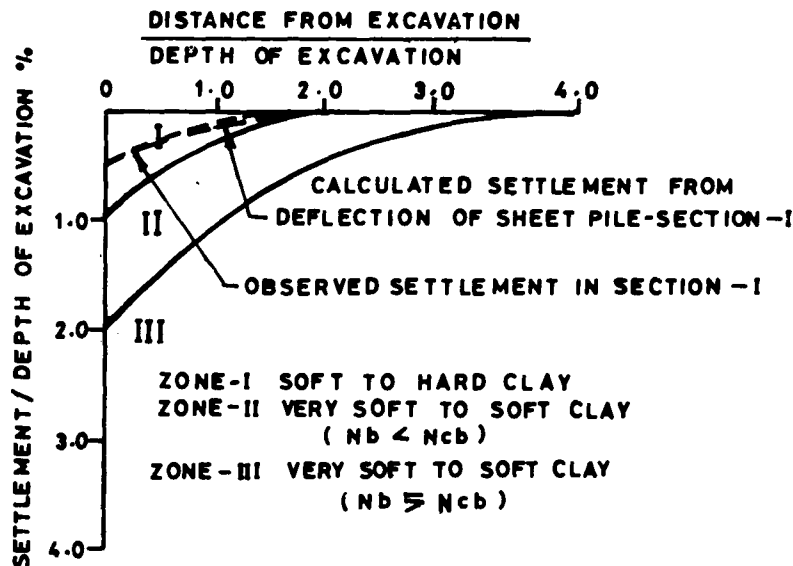 DISTANCE FROM EXCAVATION
DEPTH OF EXCAVATION
0 1.0 2.0 3.0 4.0
SETTLEMENT/DEPTH OF EXCAVATION %
1.0
2.0
3.0
4.0
I
II
III
CALCULATED SETTLEMENT FROM
DEFLECTION OF SHEET PILE-SECTION-I
OBSERVED SETTLEMENT IN SECTION-I
ZONE-I SOFT TO HARD CLAY
ZONE-II VERY SOFT TO SOFT CLAY
(Nb < Ncb)
ZONE-III VERY SOFT TO SOFT CLAY
(Nb ⋝ Ncb)